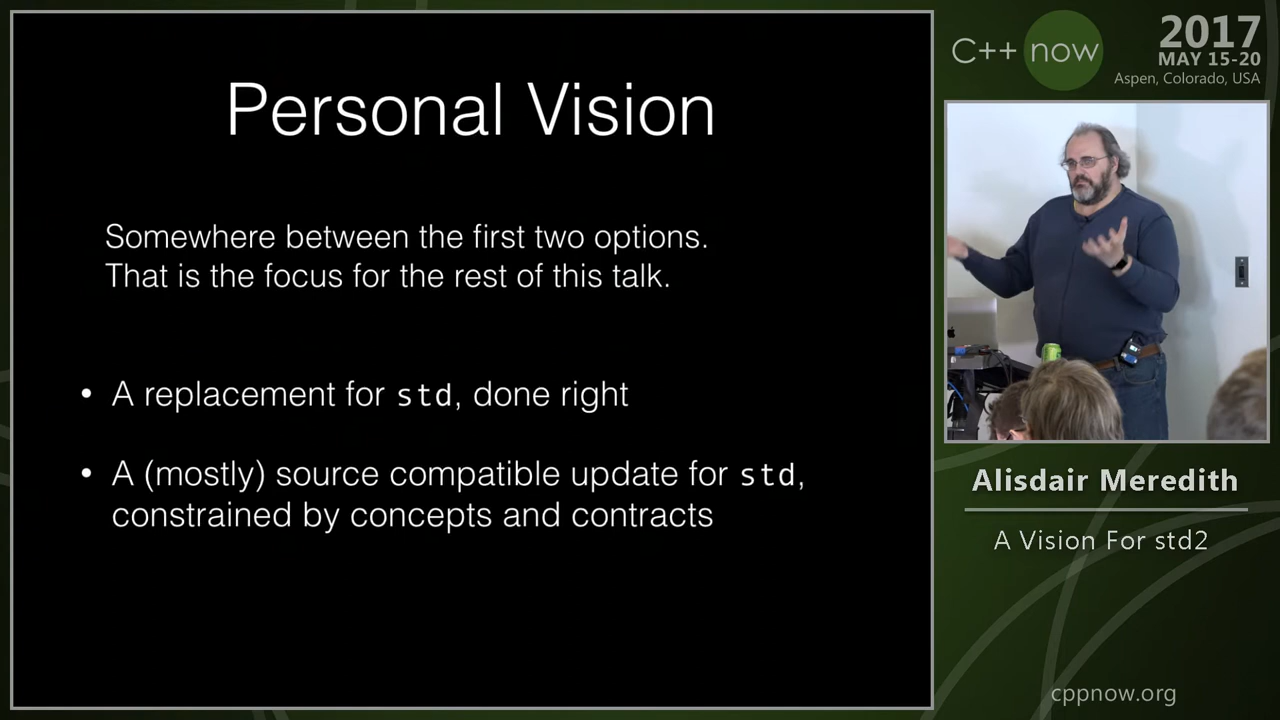 Personal Vision
Somewhere between the first two options.
That is the focus for the rest of this talk.
• A replacement for std, done right
• A (mostly) source compatible update for std,
constrained by concepts and contracts
C++ now
2017
MAY 15-20
Aspen, Colorado, USA
Alisdair Meredith
A Vision For std2
cppnow.org